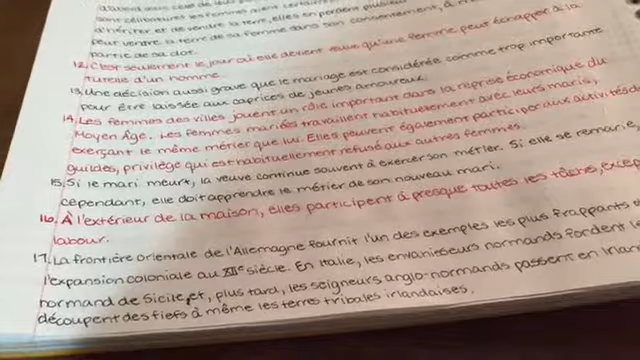 sont célibataires les femmes
d'hériter et de vendre la terre, elles en perdent
peut vendre la terre de sa femme sans son consentement, à
partie de sa dot.
12. C'est seulement le jour où elle devient veuve qu'une femme peut échapper à la
tutelle d'un homme.
13. Une décision aussi grave que le mariage est considérée comme trop importante
pour être laissée aux caprices de jeunes amoureux.
14. Les femmes des villes jouent un rôle important dans la reprise économique du
Moyen Âge. Les femmes mariées travaillent habituellement avec leurs maris,
exerçant le même métier que lui. Elles peuvent également participer aux activités d
guildes, privilège qui est habituellement refusé aux autres femmes.
15. Si le mari meurt, la veuve continue souvent à exercer son métier. Si elle se remarie,
cependant, elle doit apprendre le métier de son nouveau mari.
16. À l'extérieur de la maison, elles participent à presque toutes les tâches, excep
labour.
17. La frontière orientale de l'Allemagne fournit l'un des exemples les plus frappants
l'expansion coloniale au XIIe siècle. En Italie, les envahisseurs normands fondent l
normand de Sicile et, plus tard, les seigneurs anglo-normands passent en Irlan
découpent des fiefs à même les terres tribales irlandaises.